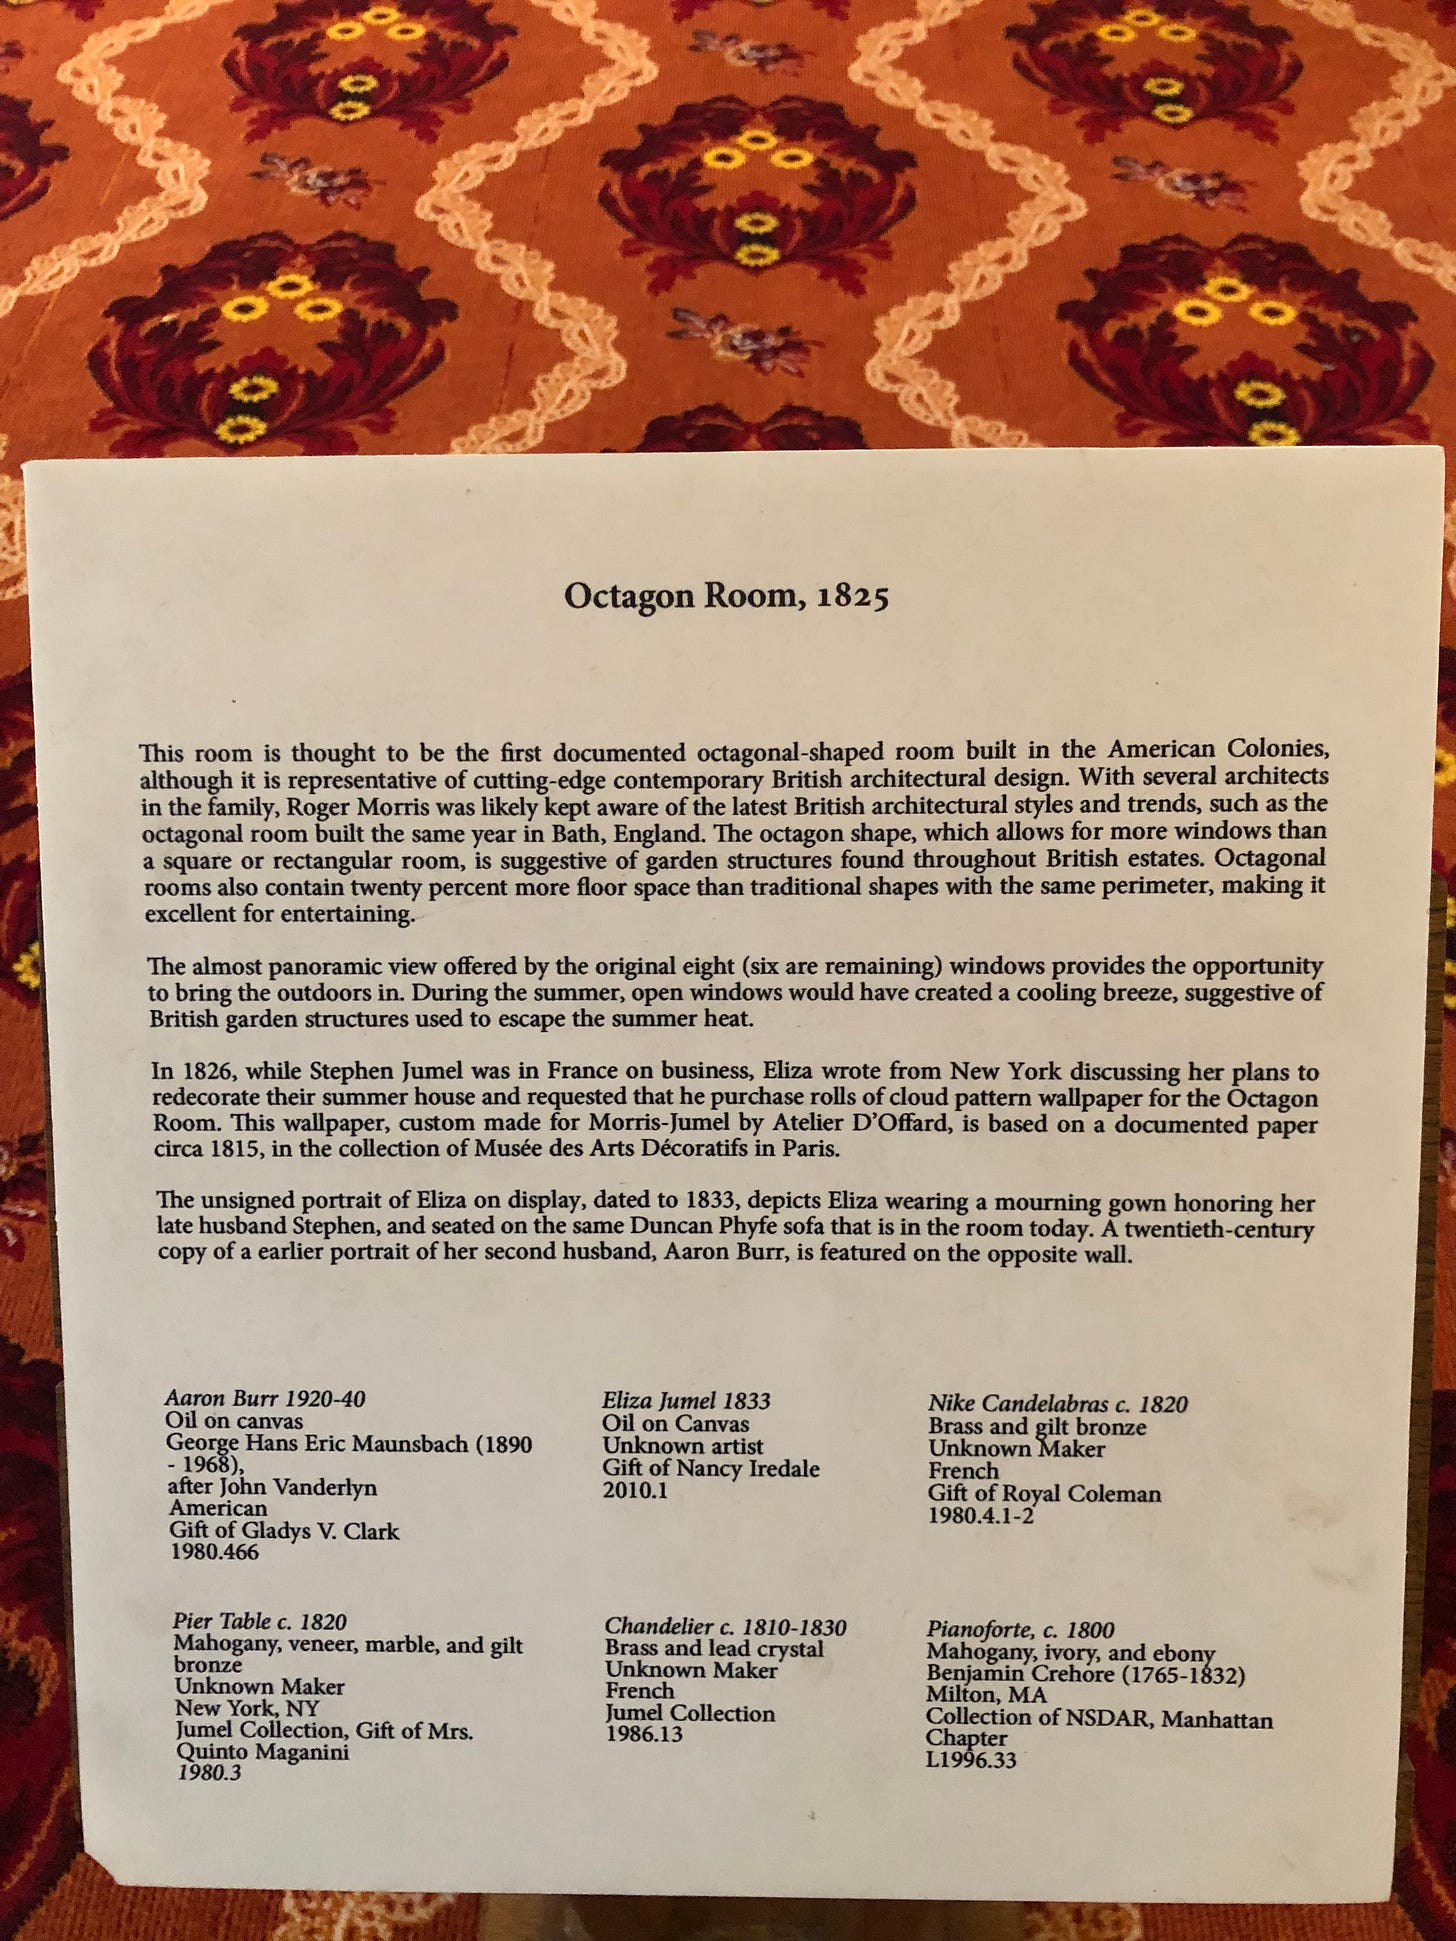 Octagon Room, 1825
This room is thought to be the first documented octagonal-shaped room built in the American Colonies,
although it is representative of cutting-edge contemporary British architectural design. With several architects
in the family, Roger Morris was likely kept aware of the latest British architectural styles and trends, such as the
octagonal room built the same year in Bath, England. The octagon shape, which allows for more windows than
a square or rectangular room, is suggestive of garden structures found throughout British estates. Octagonal
rooms also contain twenty percent more floor space than traditional shapes with the same perimeter, making it
excellent for entertaining.
The almost panoramic view offered by the original eight (six are remaining) windows provides the opportunity
to bring the outdoors in. During the summer, open windows would have created a cooling breeze, suggestive of
British garden structures used to escape the summer heat.
In 1826, while Stephen Jumel was in France on business, Eliza wrote from New York discussing her plans to
redecorate their summer house and requested that he purchase rolls of cloud pattern wallpaper for the Octagon
Room. This wallpaper, custom made for Morris-Jumel by Atelier D'Offard, is based on a documented paper
circa 1815, in the collection of Musée des Arts Décoratifs in Paris.
The unsigned portrait of Eliza on display, dated to 1833, depicts Eliza wearing a mourning gown honoring her
late husband Stephen, and seated on the same Duncan Phyfe sofa that is in the room today. A twentieth-century
copy of a earlier portrait of her second husband, Aaron Burr, is featured on the opposite wall.
Aaron Burr 1920-40
Oil on canvas
George Hans Eric Maunsbach (1890
- 1968),
after John Vanderlyn
American
Gift of Gladys V. Clark
1980.466
Eliza Jumel 1833
Oil on Canvas
Unknown artist
Gift of Nancy Iredale
2010.1
Nike Candelabras c. 1820
Brass and gilt bronze
Unknown Maker
French
Gift of Royal Coleman
1980.4.1-2
Pier Table c. 1820
Mahogany, veneer, marble, and gilt
bronze
Unknown Maker
New York, NY
Jumel Collection, Gift of Mrs.
Quinto Maganini
1980.3
Chandelier c. 1810-1830
Brass and lead crystal
Unknown Maker
French
Jumel Collection
1986.13
Pianoforte, c. 1800
Mahogany, ivory, and ebony
Benjamin Crehore (1765-1832)
Milton, MA
Collection of NSDAR, Manhattan
Chapter
L1996.33